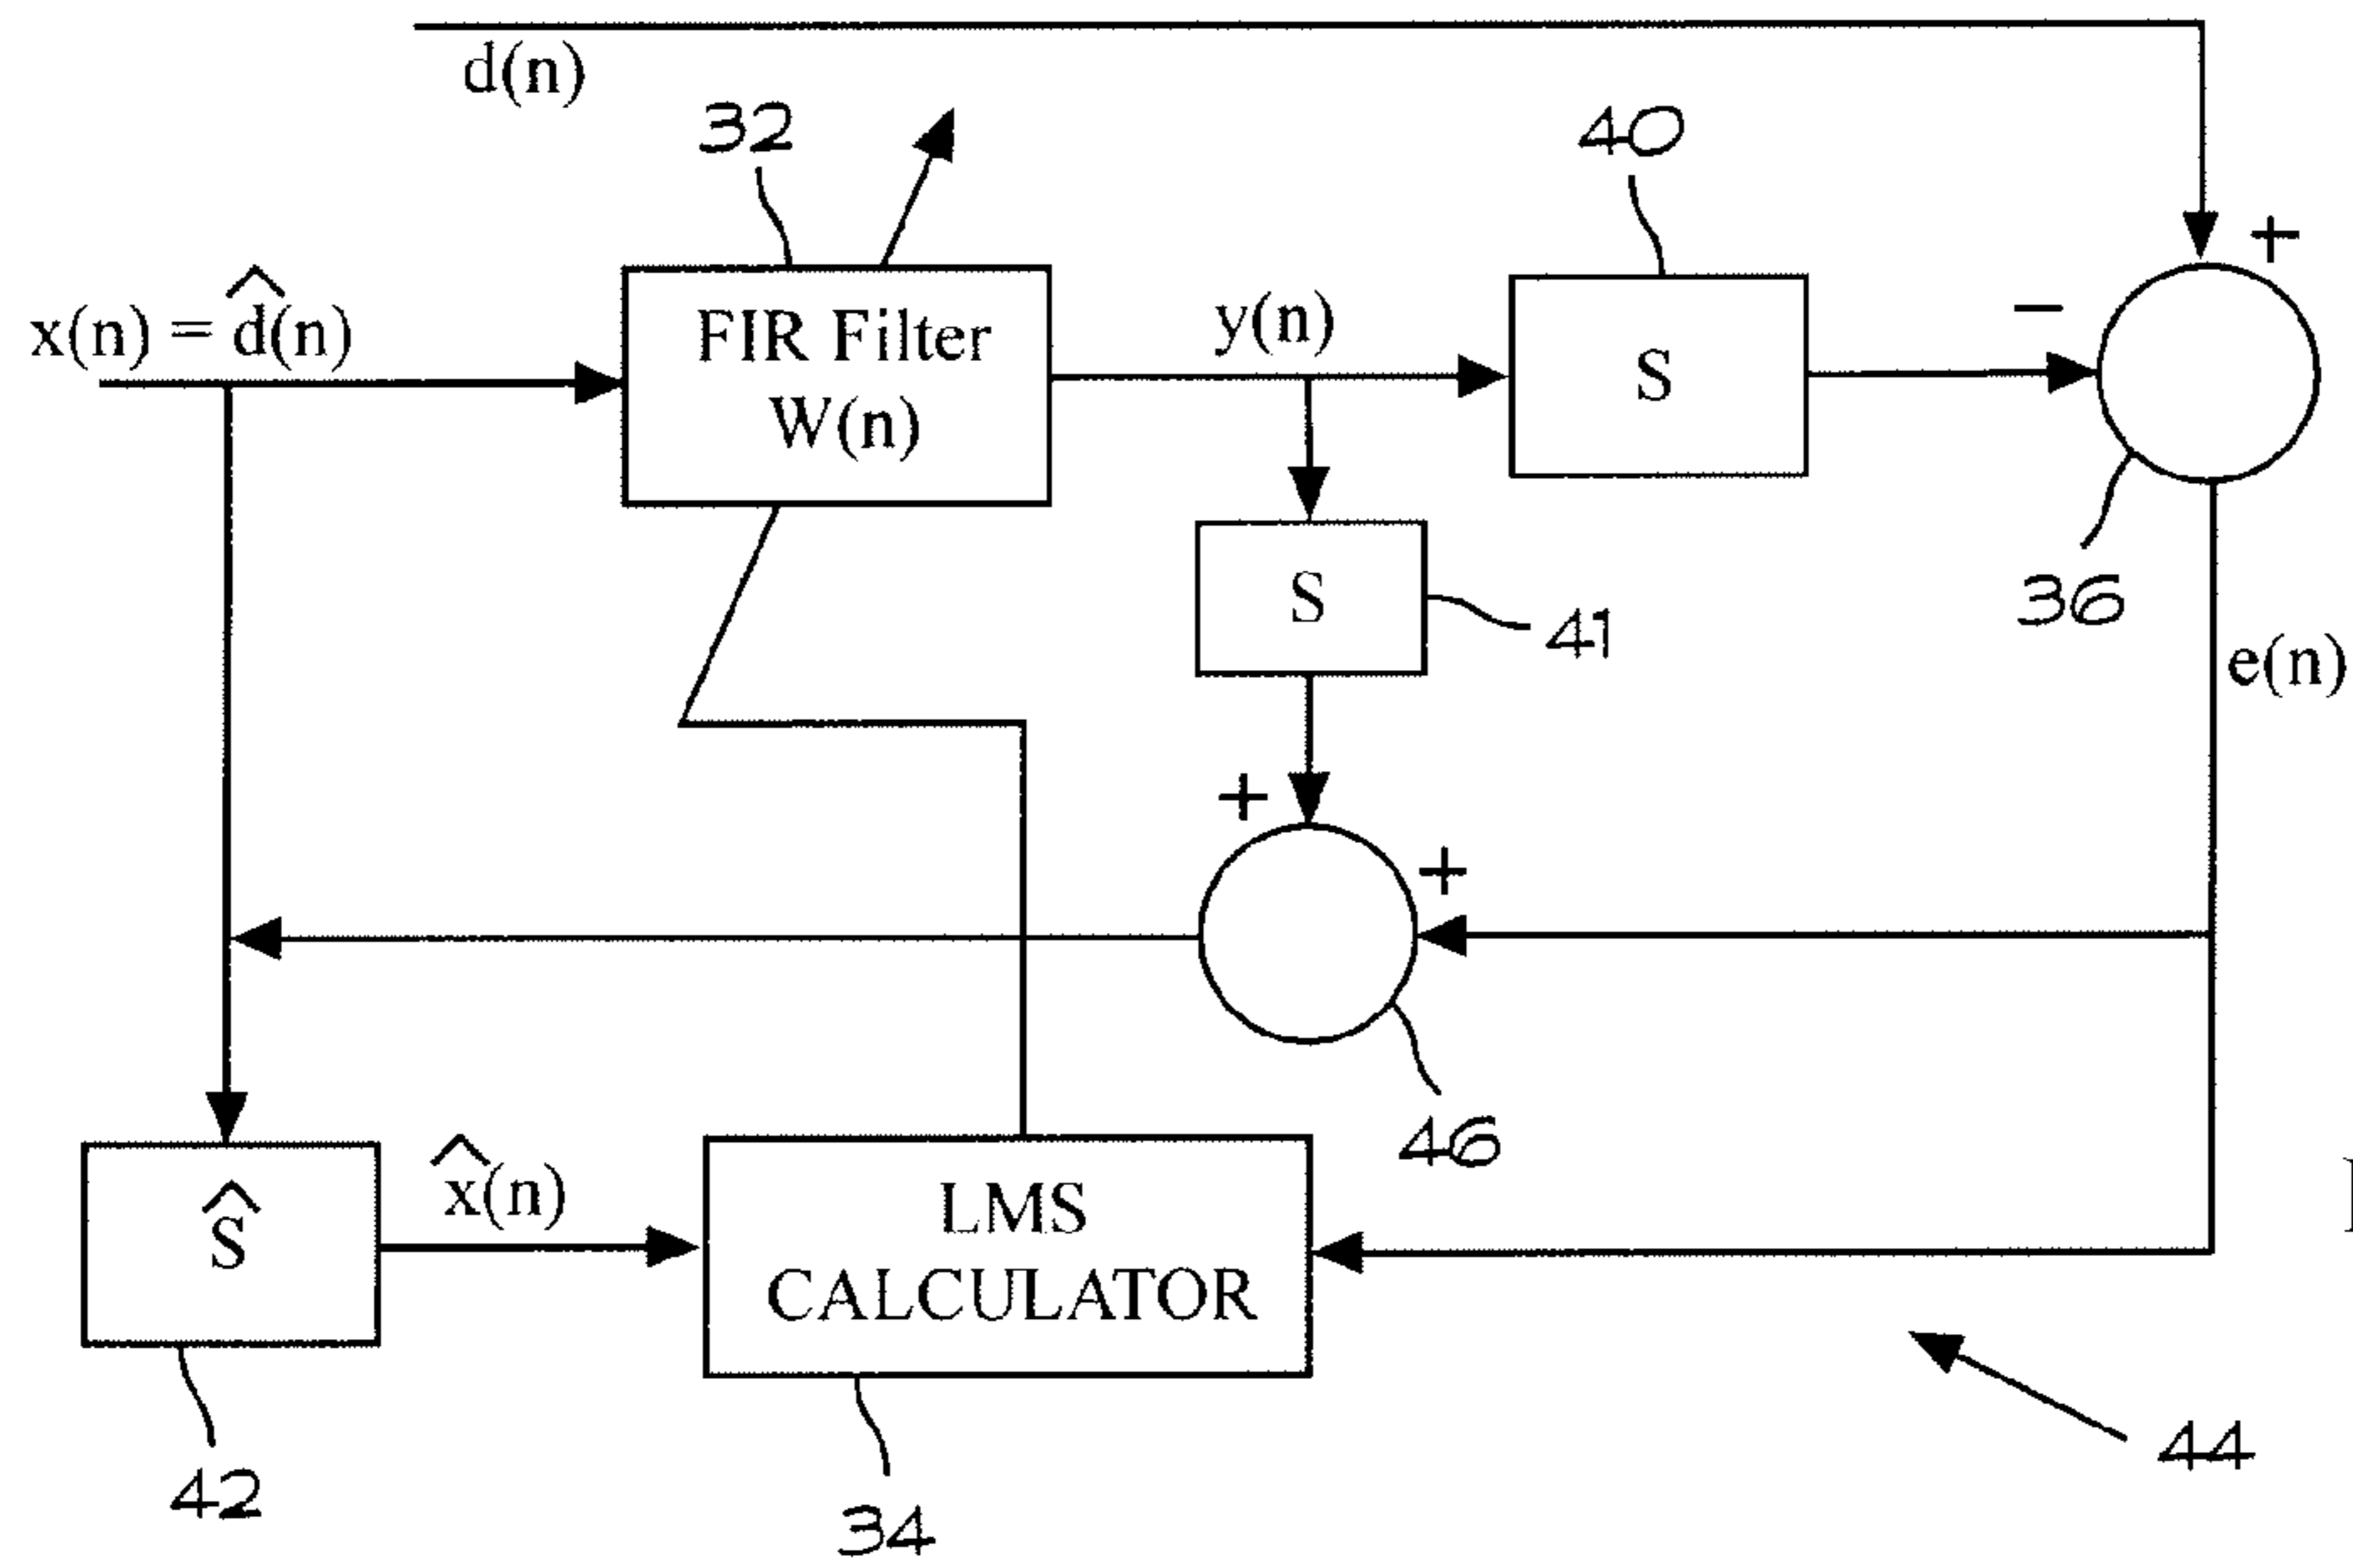 d(n)
32
40
+
x(n) = d̂(n)
FIR Filter
W(n)
y(n)
S
−
S
41
36
e(n)
+
+
46
Ŝ
x̂(n)
LMS
CALCULATOR
44
42
34